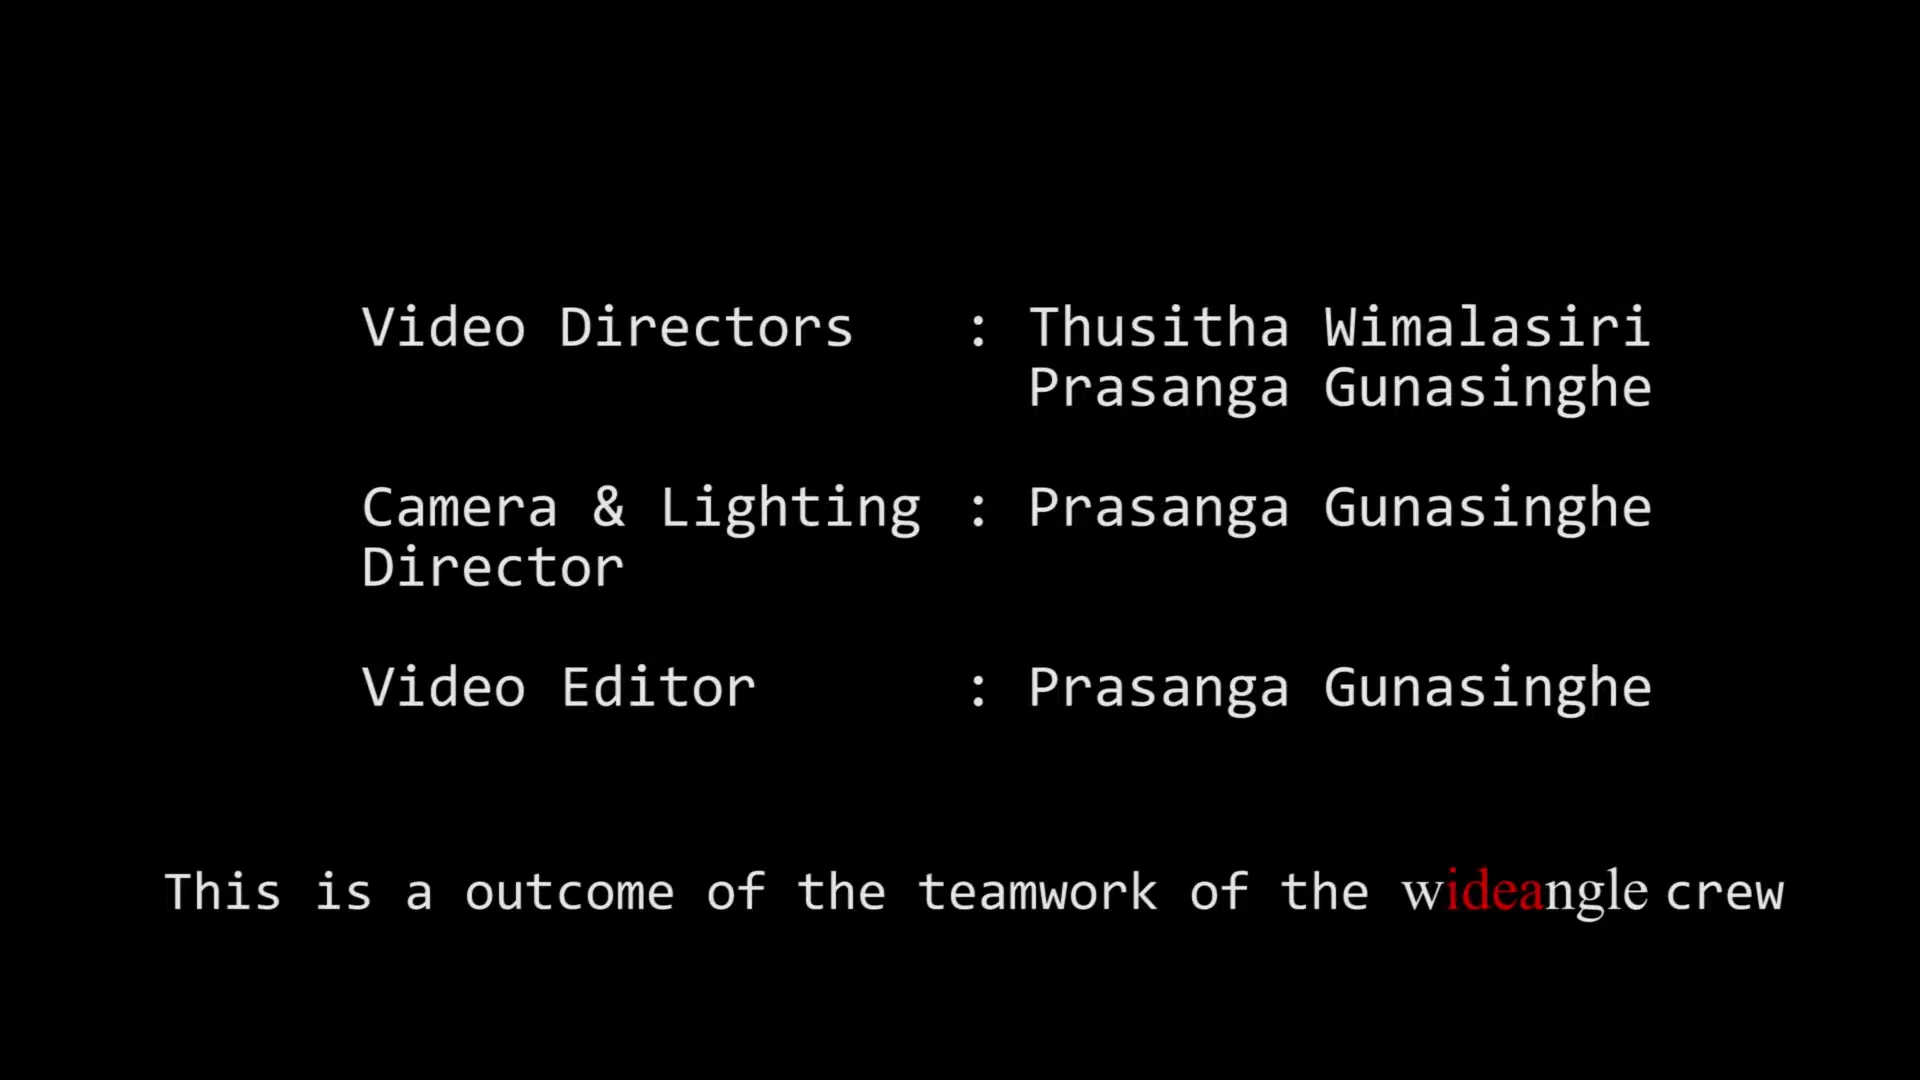 Video Directors : Thusitha Wimalasiri
Prasanga Gunasinghe
Camera & Lighting : Prasanga Gunasinghe
Director
Video Editor : Prasanga Gunasinghe
This is a outcome of the teamwork of the wideangle crew